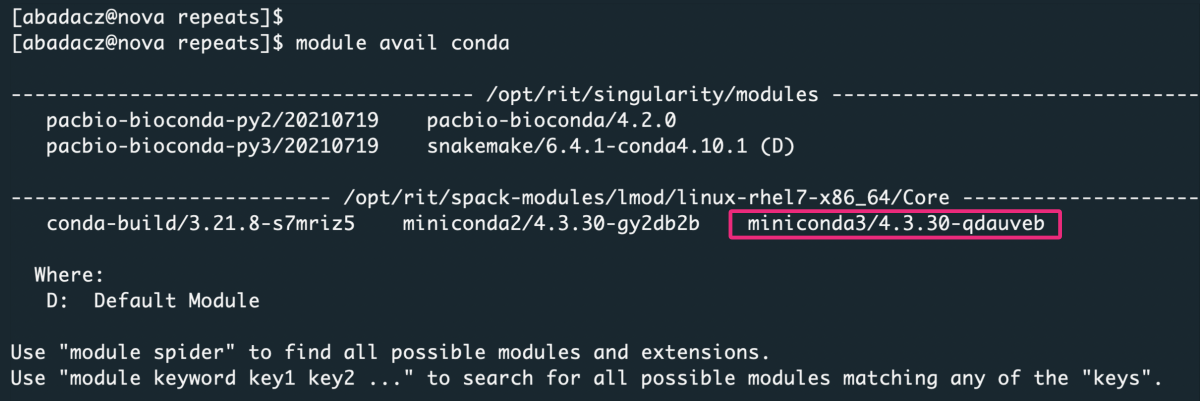 [abadacz@nova repeats]$
[abadacz@nova repeats]$ module avail conda
--------------------------------------- /opt/rit/singularity/modules -------------------------------
pacbio-bioconda-py2/20210719    pacbio-bioconda/4.2.0
pacbio-bioconda-py3/20210719    snakemake/6.4.1-conda4.10.1 (D)
--------------------------- /opt/rit/spack-modules/lmod/linux-rhel7-x86_64/Core --------------------
conda-build/3.21.8-s7mriz5    miniconda2/4.3.30-gy2db2b    miniconda3/4.3.30-qdauveb
Where:
D:  Default Module
Use "module spider" to find all possible modules and extensions.
Use "module keyword key1 key2 ..." to search for all possible modules matching any of the "keys".